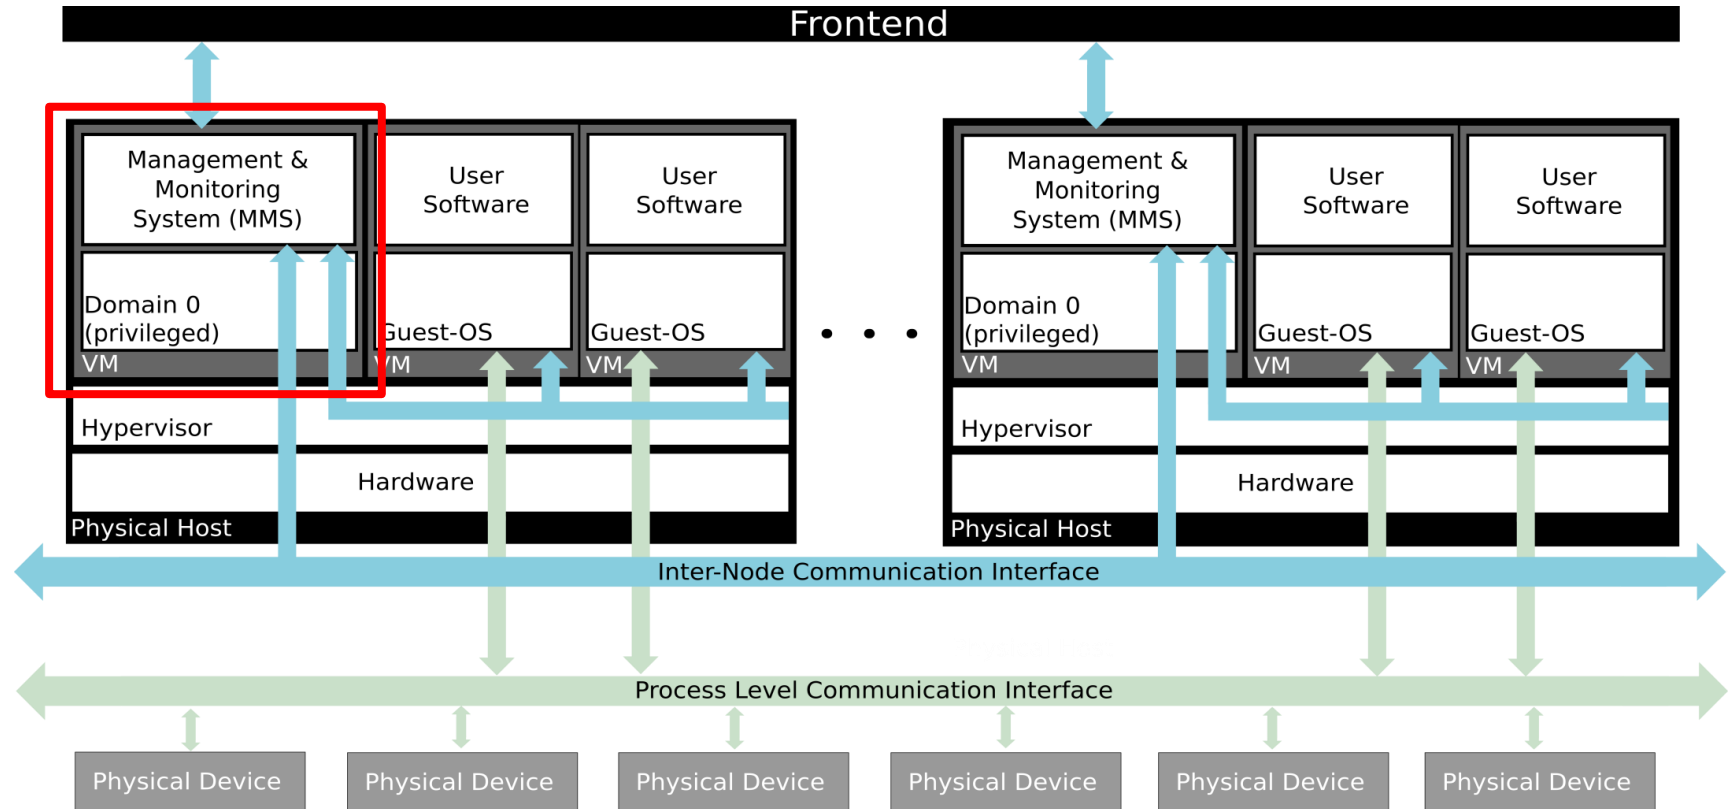 Frontend
Management &
Monitoring
System (MMS)
User
Software
User
Software
Domain 0
(privileged)
VM
Guest-OS
VM
Guest-OS
VM
Hypervisor
Hardware
Physical Host
. . .
Management &
Monitoring
System (MMS)
User
Software
User
Software
Domain 0
(privileged)
VM
Guest-OS
VM
Guest-OS
VM
Hypervisor
Hardware
Physical Host
Inter-Node Communication Interface
Process Level Communication Interface
Physical Device
Physical Device
Physical Device
Physical Device
Physical Device
Physical Device